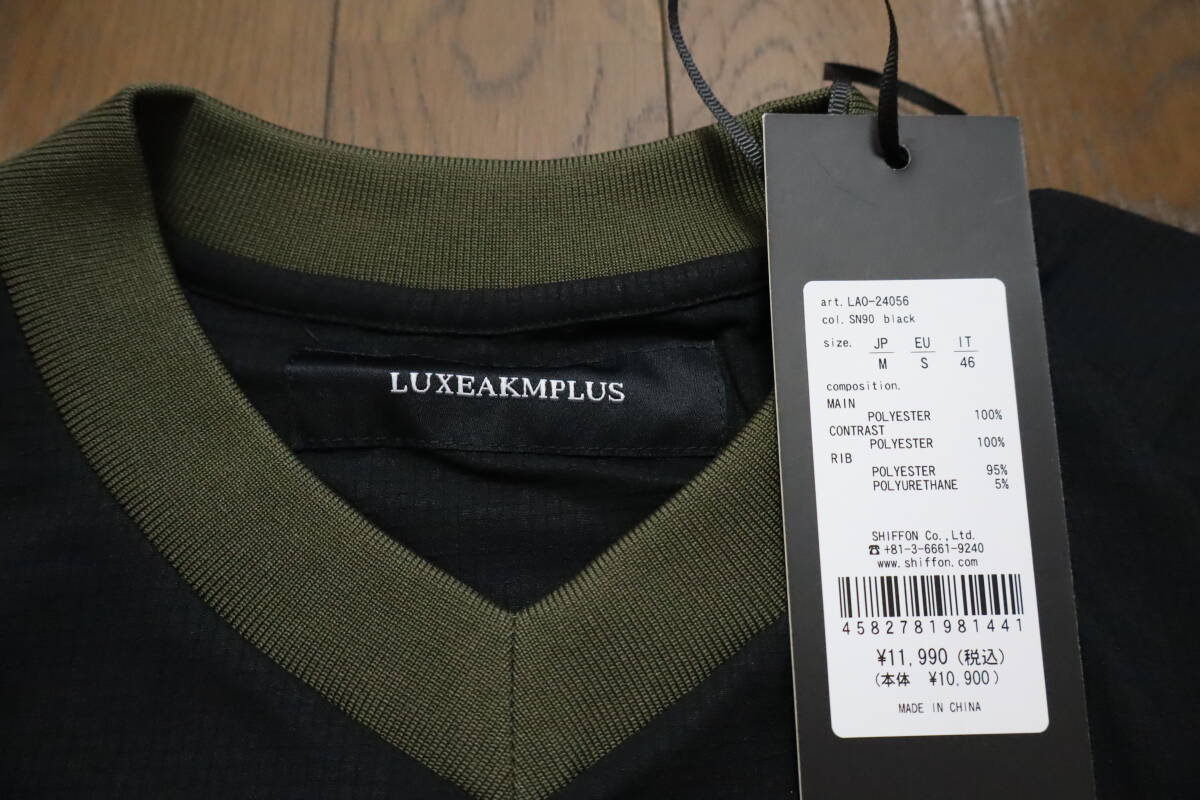 LUXEAKMPLUS
art. LAO-24056
col. SN90 black
size. JP EU IT
M S 46
composition.
MAIN
POLYESTER 100%
CONTRAST
POLYESTER 100%
RIB
POLYESTER 95%
POLYURETHANE 5%
SHIFFON Co.,Ltd.
☎ +81-3-6661-9240
www.shiffon.com
4582781981441
¥11,990 (税込)
(本体 ¥10,900)
MADE IN CHINA